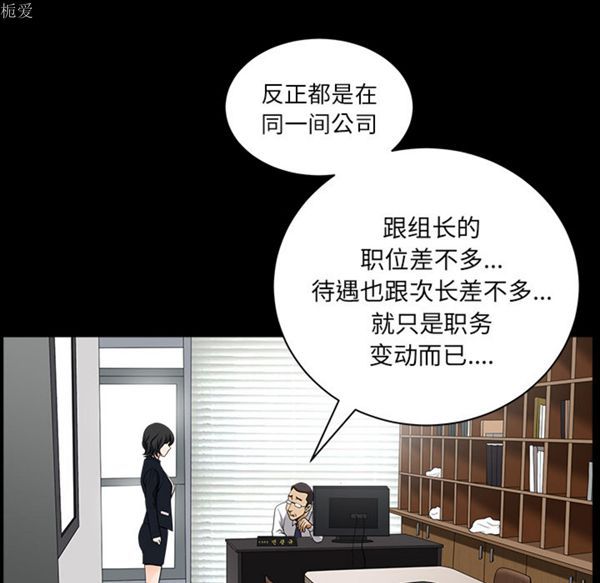 栀爱
反正都是在
同一间公司
跟组长的
职位差不多...
待遇也跟次长差不多...
就只是职务
变动而已....